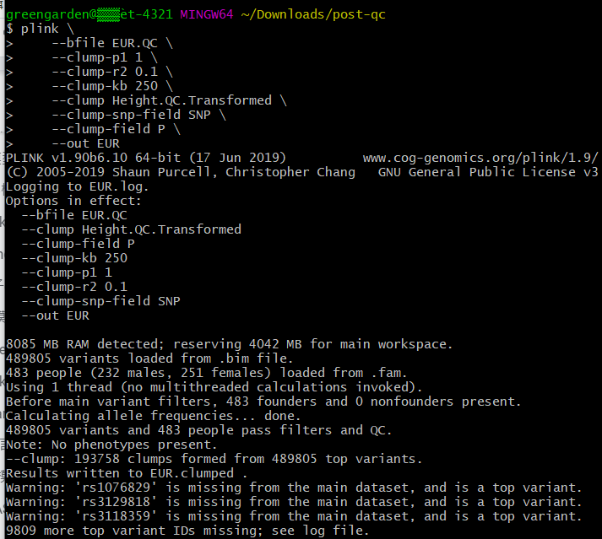 greengarden@et-4321 MINGW64 ~/Downloads/post-qc
$ plink \
>     --bfile EUR.QC \
>     --clump-p1 1 \
>     --clump-r2 0.1 \
>     --clump-kb 250 \
>     --clump Height.QC.Transformed \
>     --clump-snp-field SNP \
>     --clump-field P \
>     --out EUR
PLINK v1.90b6.10 64-bit (17 Jun 2019)          www.cog-genomics.org/plink/1.9/
(C) 2005-2019 Shaun Purcell, Christopher Chang   GNU General Public License v3
Logging to EUR.log.
Options in effect:
  --bfile EUR.QC
  --clump Height.QC.Transformed
  --clump-field P
  --clump-kb 250
  --clump-p1 1
  --clump-r2 0.1
  --clump-snp-field SNP
  --out EUR
8085 MB RAM detected; reserving 4042 MB for main workspace.
489805 variants loaded from .bim file.
483 people (232 males, 251 females) loaded from .fam.
Using 1 thread (no multithreaded calculations invoked).
Before main variant filters, 483 founders and 0 nonfounders present.
Calculating allele frequencies... done.
489805 variants and 483 people pass filters and QC.
Note: No phenotypes present.
--clump: 193758 clumps formed from 489805 top variants.
Results written to EUR.clumped .
Warning: 'rs1076829' is missing from the main dataset, and is a top variant.
Warning: 'rs3129818' is missing from the main dataset, and is a top variant.
Warning: 'rs3118359' is missing from the main dataset, and is a top variant.
9809 more top variant IDs missing; see log file.